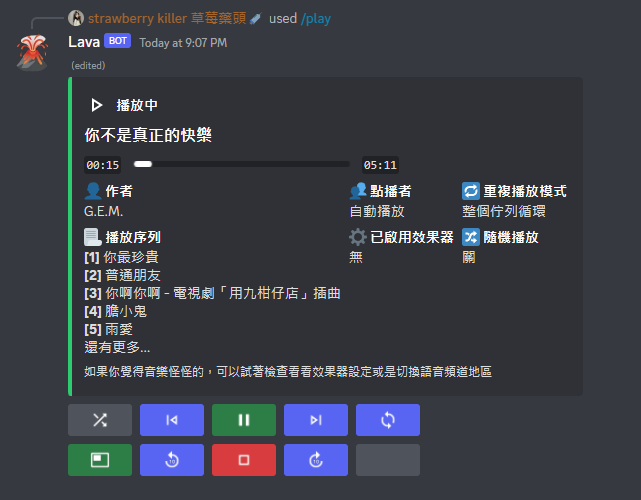 strawberry killer 草莓藥頭 used /play
Lava BOT Today at 9:07 PM
(edited)
播放中
你不是真正的快樂
00:15 05:11
作者 點播者 重複播放模式
G.E.M. 自動播放 整個佇列循環
播放序列 已啟用效果器 隨機播放
[1] 你最珍貴 無 關
[2] 普通朋友
[3] 你啊你啊 - 電視劇「用九柑仔店」插曲
[4] 膽小鬼
[5] 雨愛
還有更多...
如果你覺得音樂怪怪的，可以試著檢查看看效果器設定或是切換語音頻道地區
10 10